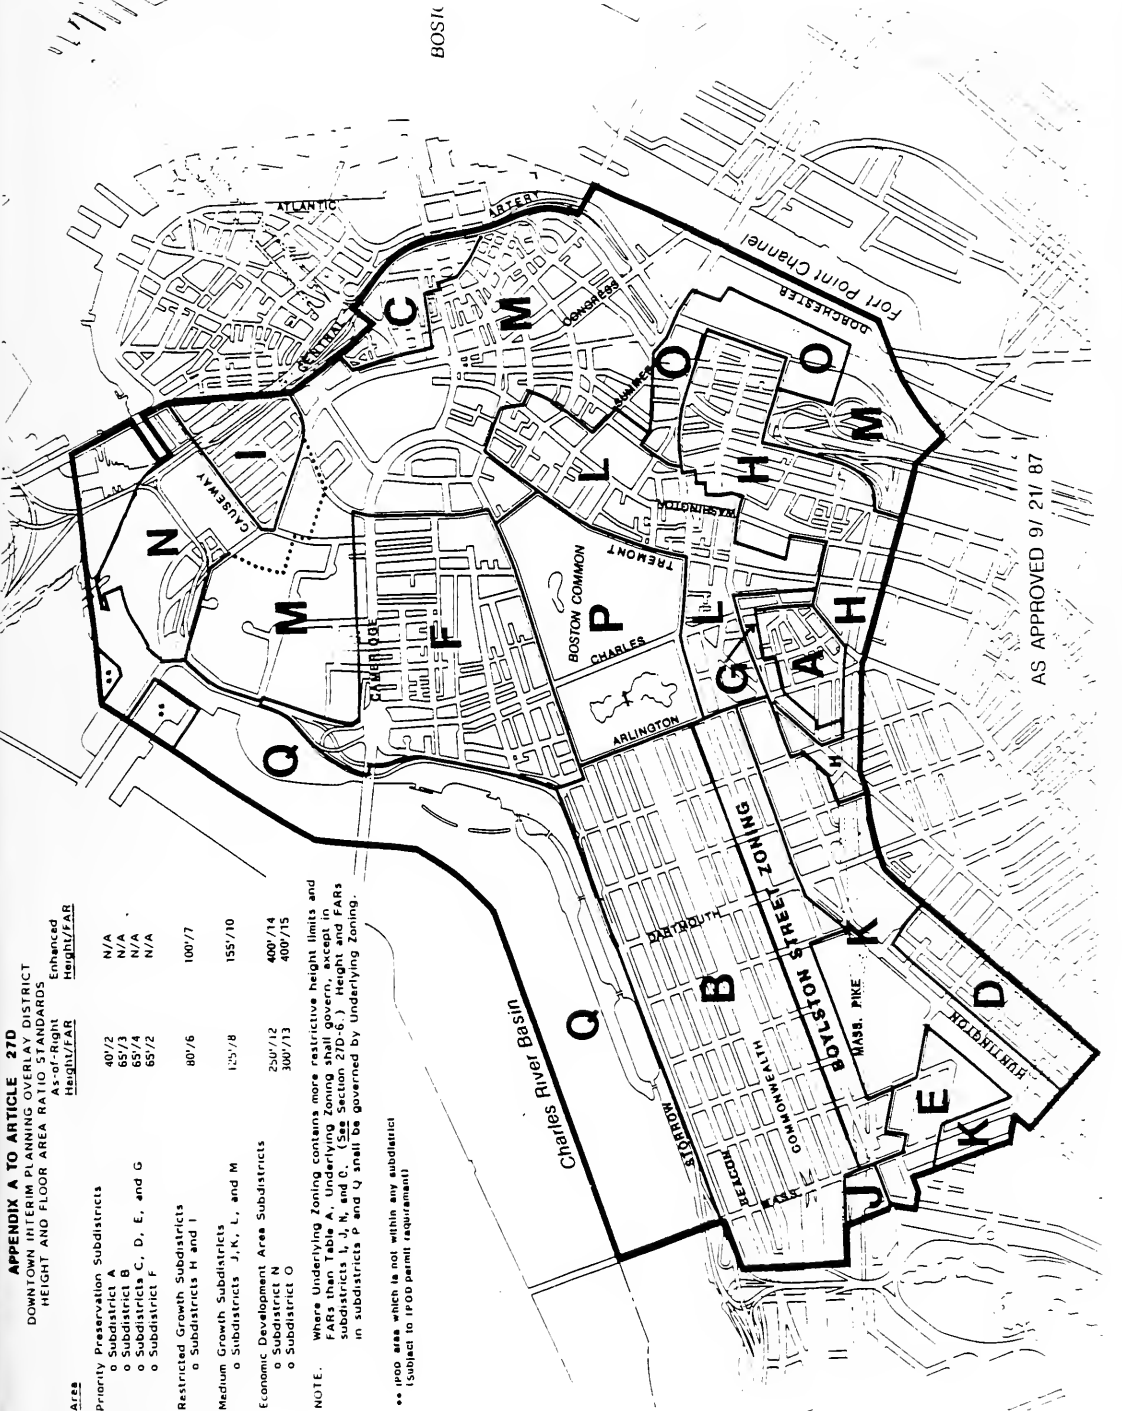 APPENDIX A TO ARTICLE 27D
DOWNTOWN INTERIM PLANNING OVERLAY DISTRICT
HEIGHT AND FLOOR AREA RATIO STANDARDS
Area
As-of-Right Height/FAR
Enhanced Height/FAR
Priority Preservation Subdistricts
o Subdistrict A 40'/2 N/A
o Subdistrict B 65'/3 N/A
o Subdistricts C, D, E, and G 65'/4 N/A
o Subdistrict F 65'/2 N/A
Restricted Growth Subdistricts
o Subdistricts H and I 80'/6 100'/7
Medium Growth Subdistricts
o Subdistricts J, K, L, and M 125'/8 155'/10
Economic Development Area Subdistricts
o Subdistrict N 250'/12 400'/14
o Subdistrict O 300'/13 400'/15
NOTE. Where Underlying Zoning contains more restrictive height limits and
FARs than Table A, Underlying Zoning shall govern, except in
subdistricts I, J, N, and O. (See Section 27D-6.) Height and FARs
in subdistricts P and Q shall be governed by Underlying Zoning.
** IPOD area which is not within any subdistrict
(Subject to IPOD permit requirement)
BOSTC
ATLANTIC
CENTRAL
ARTERY
C
M
CONGRESS
Fort Point Channel
DORCHESTER
I
CAUSEWAY
N
**
**
M
CAMBRIDGE
F
Q
L
SUMMER
O
O
M
H
WASHINGTON
TREMONT
BOSTON COMMON
P
CHARLES
ARLINGTON
L
G
A
H
H
AS APPROVED 9/ 21/ 87
Charles River Basin
Q
STORROW
BEACON
COMMONWEALTH
MASS
DARTMOUTH
B
BOYLSTON STREET ZONING
MASS. PIKE
K
D
HUNTINGTON
E
K
J